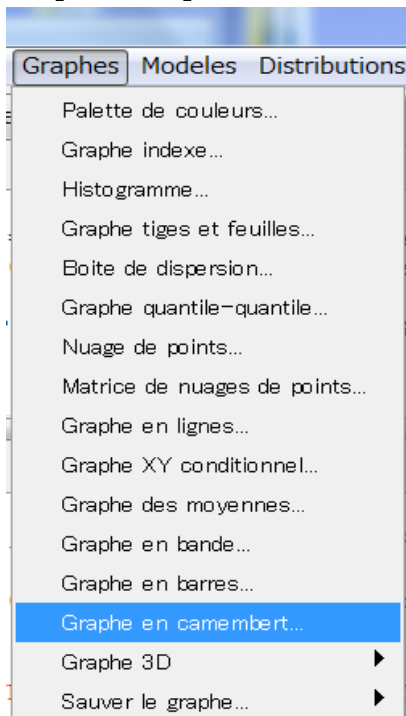 Graphes Modeles Distributions
Palette de couleurs...
Graphe indexe...
Histogramme...
Graphe tiges et feuilles...
Boite de dispersion...
Graphe quantile-quantile...
Nuage de points...
Matrice de nuages de points...
Graphe en lignes...
Graphe XY conditionnel...
Graphe des moyennes...
Graphe en bande...
Graphe en barres...
Graphe en camembert...
Graphe 3D
Sauver le graphe...